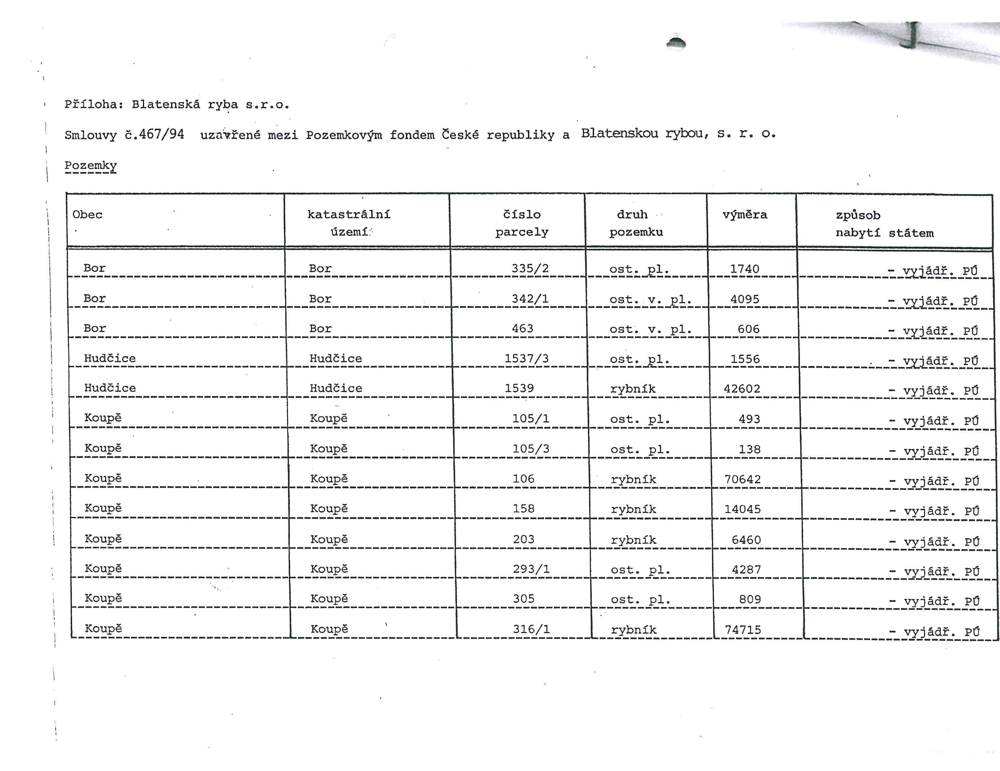 Příloha: Blatenská ryba s.r.o.
Smlouvy č.467/94 uzavřené mezi Pozemkovým fondem České republiky a Blatenskou rybou, s. r. o.
Pozemky
Obec katastrální území číslo parcely druh pozemku výměra způsob nabytí státem
Bor Bor 335/2 ost. pl. 1740 - vyjádř. PÚ
Bor Bor 342/1 ost. v. pl. 4095 - vyjádř. PÚ
Bor Bor 463 ost. v. pl. 606 - vyjádř. PÚ
Hudčice Hudčice 1537/3 ost. pl. 1556 - vyjádř. PÚ
Hudčice Hudčice 1539 rybník 42602 - vyjádř. PÚ
Koupě Koupě 105/1 ost. pl. 493 - vyjádř. PÚ
Koupě Koupě 105/3 ost. pl. 138 - vyjádř. PÚ
Koupě Koupě 106 rybník 70642 - vyjádř. PÚ
Koupě Koupě 158 rybník 14045 - vyjádř. PÚ
Koupě Koupě 203 rybník 6460 - vyjádř. PÚ
Koupě Koupě 293/1 ost. pl. 4287 - vyjádř. PÚ
Koupě Koupě 305 ost. pl. 809 - vyjádř. PÚ
Koupě Koupě 316/1 rybník 74715 - vyjádř. PÚ